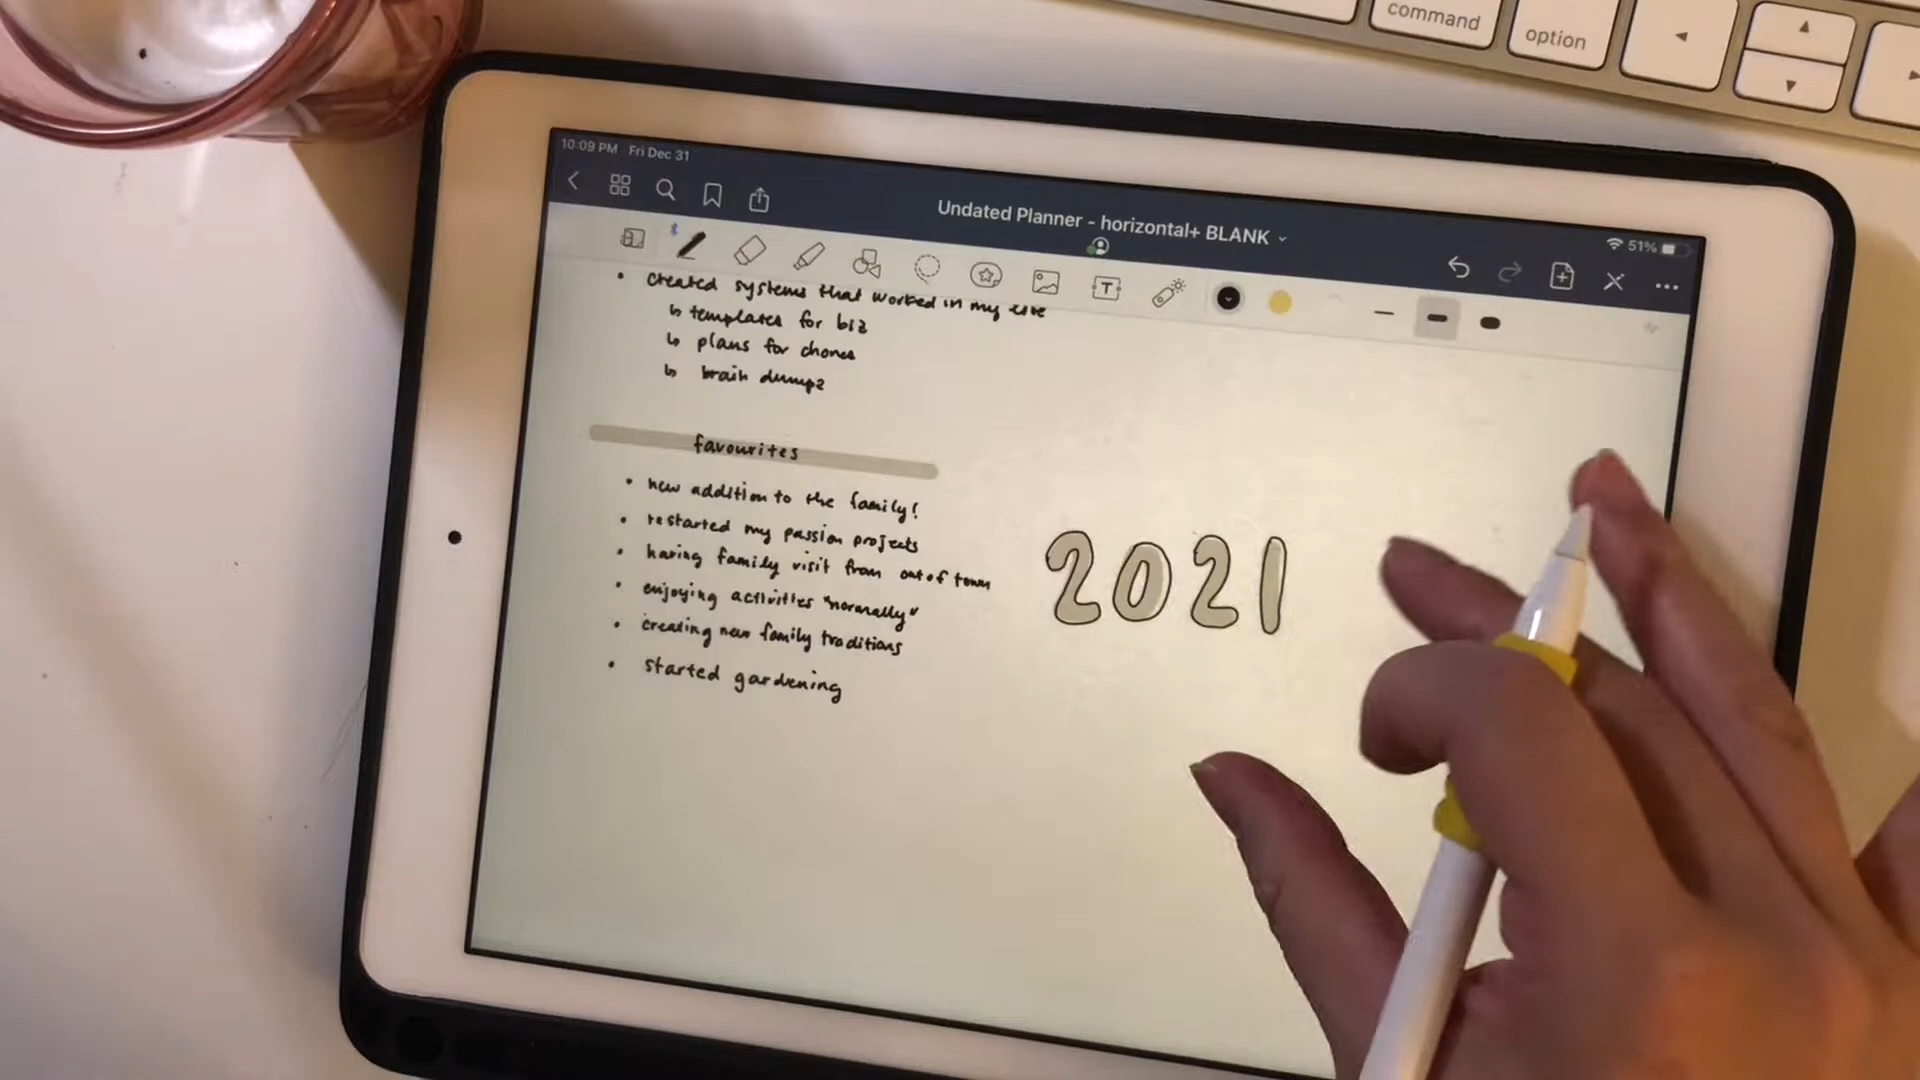 command
option
10:09 PM Fri Dec 31
Undated Planner - horizontal+ BLANK
51%
T
• created systems that worked in my life
↳ templates for biz
↳ plans for chores
↳ brain dumps
favourites
• new addition to the family!
• restarted my passion projects
• having family visit from out of town
• enjoying activities "normally"
• creating new family traditions
• started gardening
2021